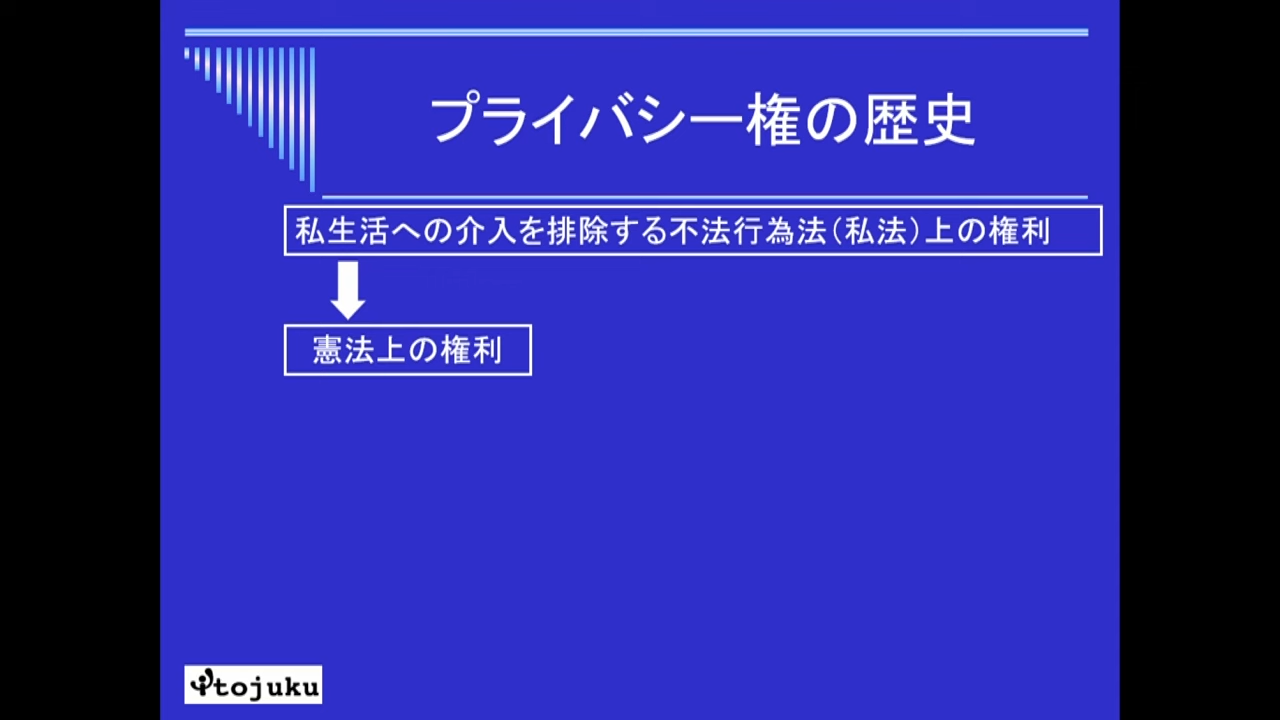 プライバシー権の歴史
私生活への介入を排除する不法行為法(私法)上の権利
憲法上の権利
itojuku